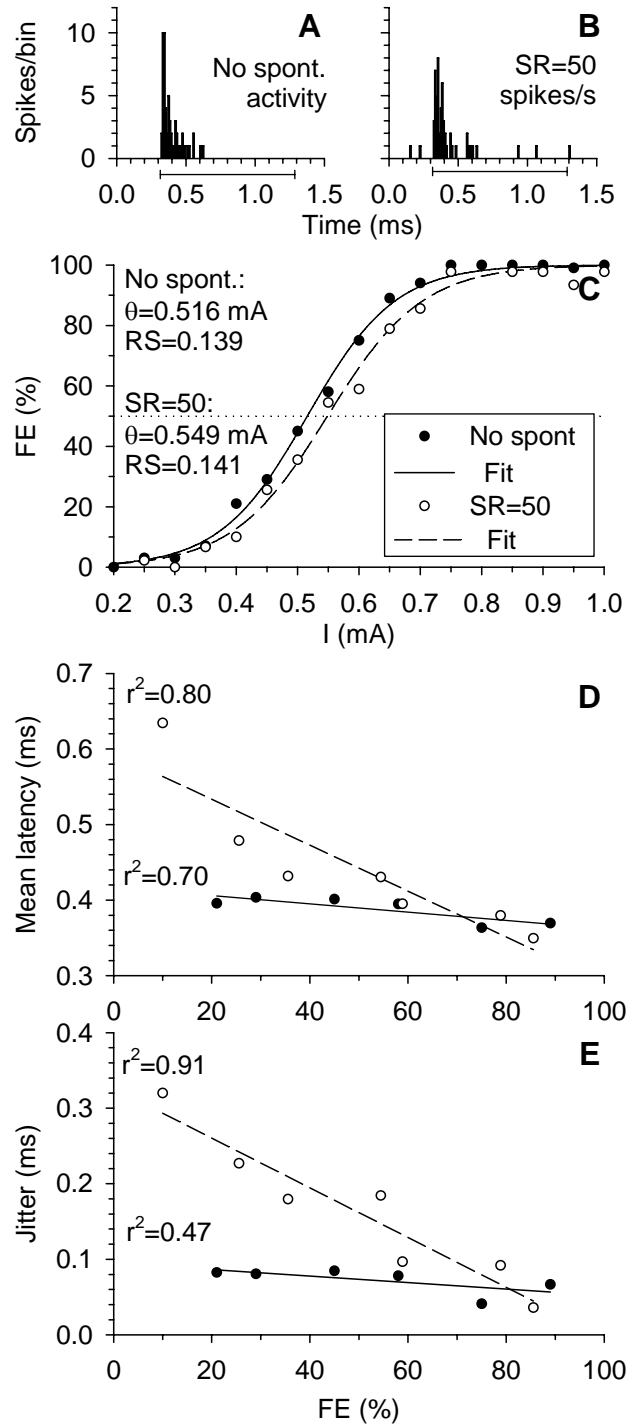 A
B
Spikes/bin
10
5
0
No spont.
activity
SR=50
spikes/s
0.0 0.5 1.0 1.5
0.0 0.5 1.0 1.5
Time (ms)
C
FE (%)
100
80
60
40
20
0
No spont.:
θ=0.516 mA
RS=0.139
SR=50:
θ=0.549 mA
RS=0.141
No spont
Fit
SR=50
Fit
0.2 0.3 0.4 0.5 0.6 0.7 0.8 0.9 1.0
I (mA)
D
Mean latency (ms)
0.7
0.6
0.5
0.4
0.3
r²=0.80
r²=0.70
0 20 40 60 80 100
E
Jitter (ms)
0.4
0.3
0.2
0.1
0.0
r²=0.91
r²=0.47
0 20 40 60 80 100
FE (%)